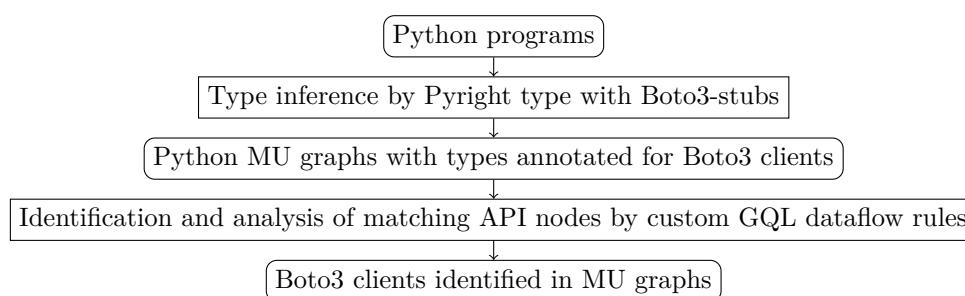 Python programs
Type inference by Pyright type with Boto3-stubs
Python MU graphs with types annotated for Boto3 clients
Identification and analysis of matching API nodes by custom GQL dataflow rules
Boto3 clients identified in MU graphs